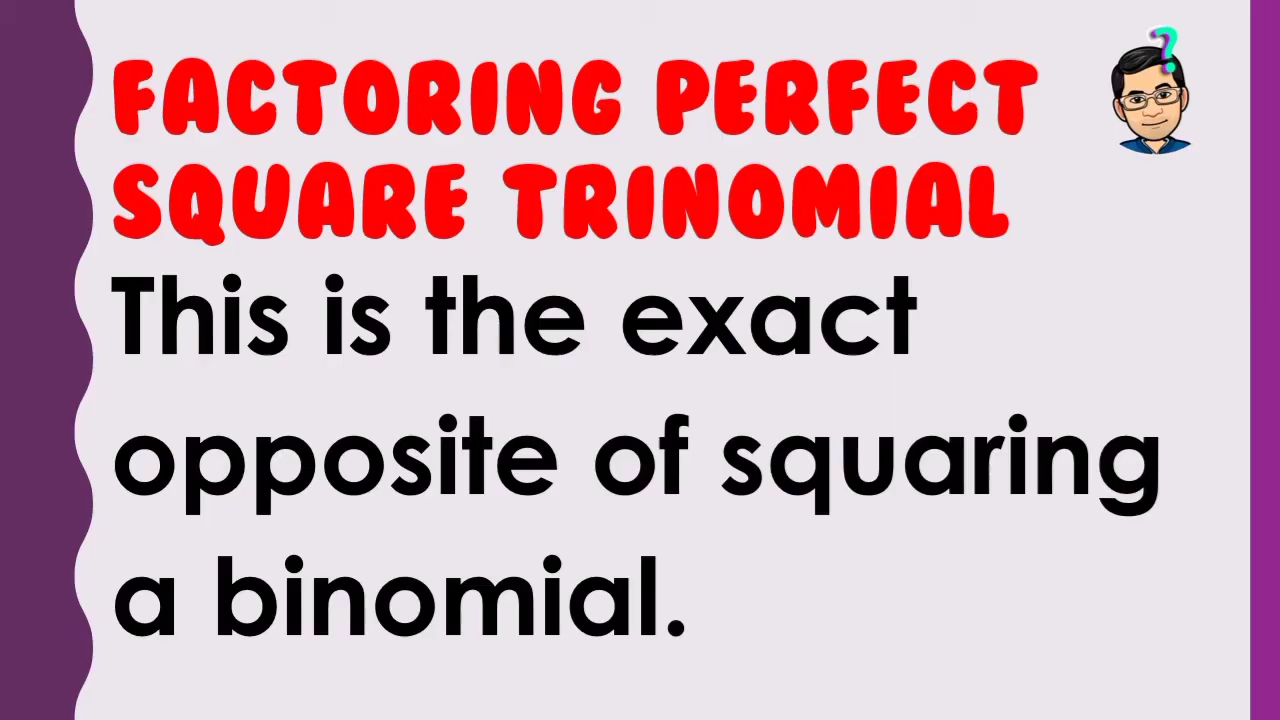 FACTORING PERFECT
SQUARE TRINOMIAL
This is the exact
opposite of squaring
a binomial.
?